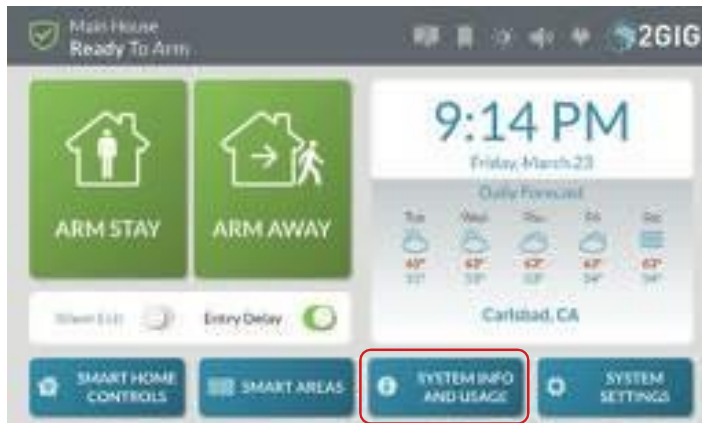 Main House
Ready To Arm
2GIG
ARM STAY
ARM AWAY
9:14 PM
Friday, March 23
Daily Forecast
Tue Wed Thu Fri Sat
Silent Exit
Entry Delay
Carlsbad, CA
SMART HOME
CONTROLS
SMART AREAS
SYSTEM INFO
AND USAGE
SYSTEM
SETTINGS